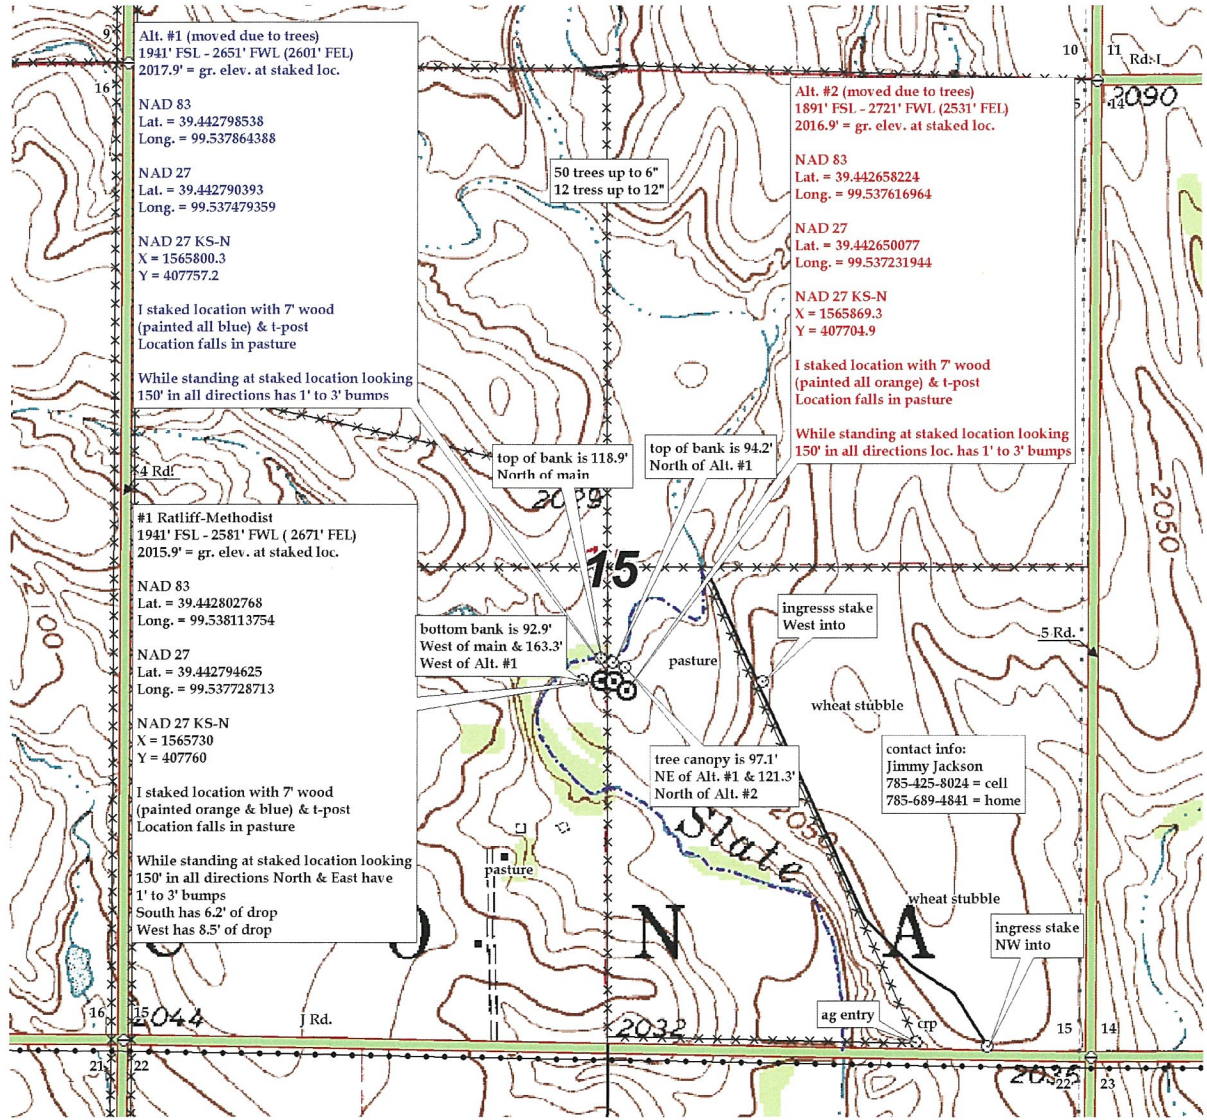 Alt. #1 (moved due to trees)
1941' FSL - 2651' FWL (2601' FEL)
2017.9' = gr. elev. at staked loc.
NAD 83
Lat. = 39.442798538
Long. = 99.537864388
NAD 27
Lat. = 39.442790393
Long. = 99.537479359
NAD 27 KS-N
X = 1565800.3
Y = 407757.2
I staked location with 7' wood
(painted all blue) & t-post
Location falls in pasture
While standing at staked location looking
150' in all directions has 1' to 3' bumps
9
16
10
11
Rd. I
14
2090
Alt. #2 (moved due to trees)
1891' FSL - 2721' FWL (2531' FEL)
2016.9' = gr. elev. at staked loc.
NAD 83
Lat. = 39.442658224
Long. = 99.537616964
NAD 27
Lat. = 39.442650077
Long. = 99.537231944
NAD 27 KS-N
X = 1565869.3
Y = 407704.9
I staked location with 7' wood
(painted all orange) & t-post
Location falls in pasture
While standing at staked location looking
150' in all directions loc. has 1' to 3' bumps
50 trees up to 6"
12 tress up to 12"
top of bank is 118.9'
North of main
top of bank is 94.2'
North of Alt. #1
4 Rd.
2029
2050
15
2100
#1 Ratliff-Methodist
1941' FSL - 2581' FWL ( 2671' FEL)
2015.9' = gr. elev. at staked loc.
NAD 83
Lat. = 39.442802768
Long. = 99.538113754
NAD 27
Lat. = 39.442794625
Long. = 99.537728713
NAD 27 KS-N
X = 1565730
Y = 407760
I staked location with 7' wood
(painted orange & blue) & t-post
Location falls in pasture
While standing at staked location looking
150' in all directions North & East have
1' to 3' bumps
South has 6.2' of drop
West has 8.5' of drop
bottom bank is 92.9'
West of main & 163.3'
West of Alt. #1
ingresss stake
West into
5 Rd.
pasture
wheat stubble
contact info:
Jimmy Jackson
785-425-8024 = cell
785-689-4841 = home
tree canopy is 97.1'
NE of Alt. #1 & 121.3'
North of Alt. #2
Slate
2050
pasture
wheat stubble
O N A
ingress stake
NW into
ag entry
crp
16
15
2044
J Rd.
2032
15
14
21
22
2035
22
23